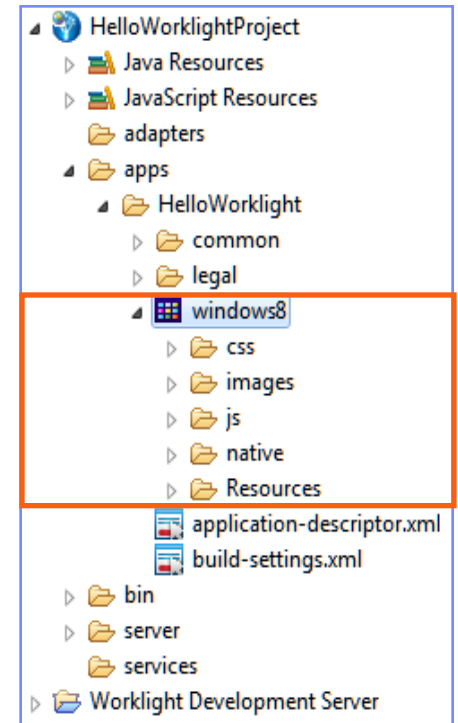 HelloWorklightProject
Java Resources
JavaScript Resources
adapters
apps
HelloWorklight
common
legal
windows8
css
images
js
native
Resources
application-descriptor.xml
build-settings.xml
bin
server
services
Worklight Development Server